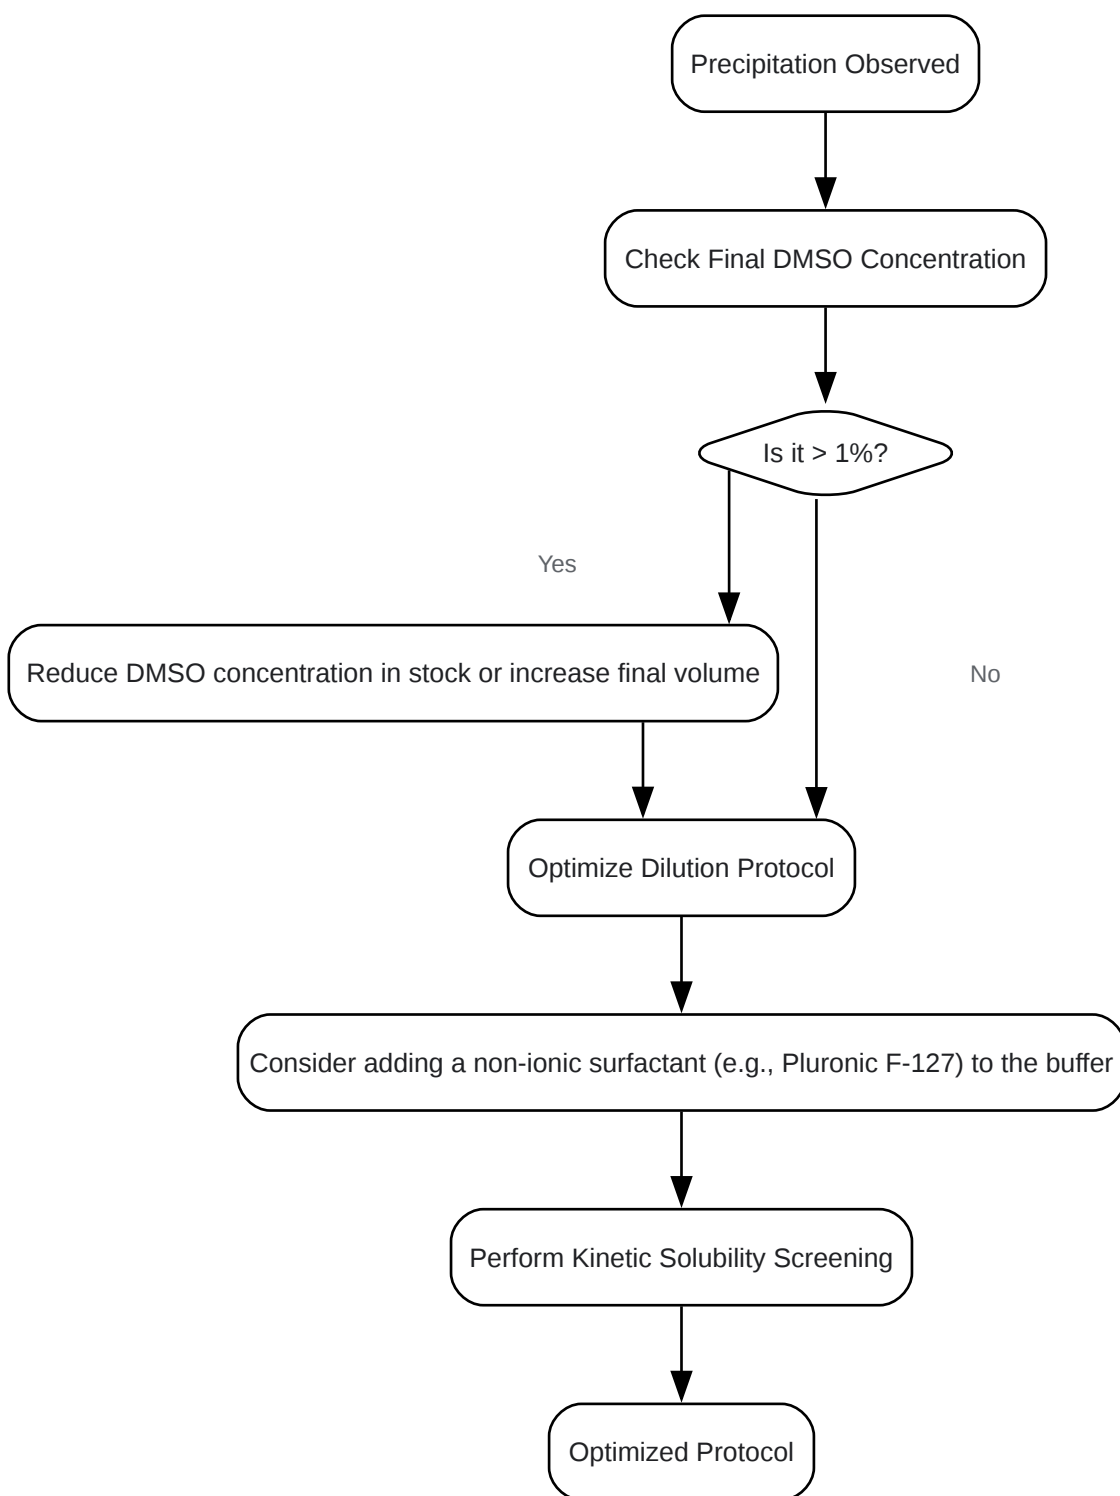 Precipitation Observed
Check Final DMSO Concentration
Is it > 1%?
Yes
Reduce DMSO concentration in stock or increase final volume
No
Optimize Dilution Protocol
Consider adding a non-ionic surfactant (e.g., Pluronic F-127) to the buffer
Perform Kinetic Solubility Screening
Optimized Protocol